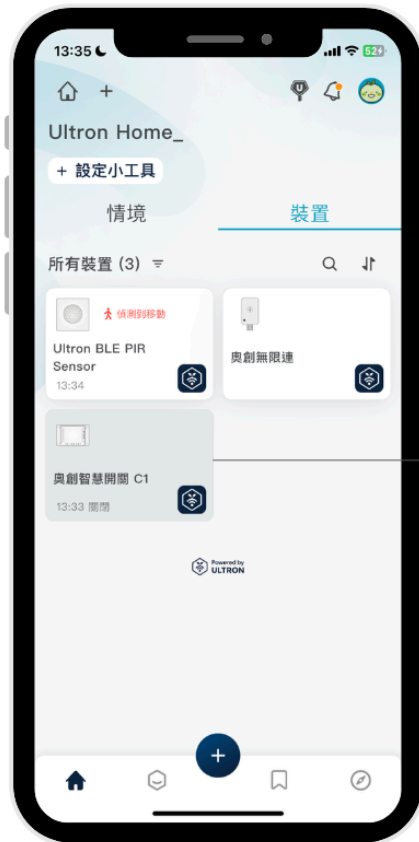 13:35
52
Ultron Home_
+ 設定小工具
情境
裝置
所有裝置 (3)
偵測到移動
Ultron BLE PIR
Sensor
13:34
奧創無限連
奧創智慧開關 C1
13:33 關閉
Powered by
ULTRON